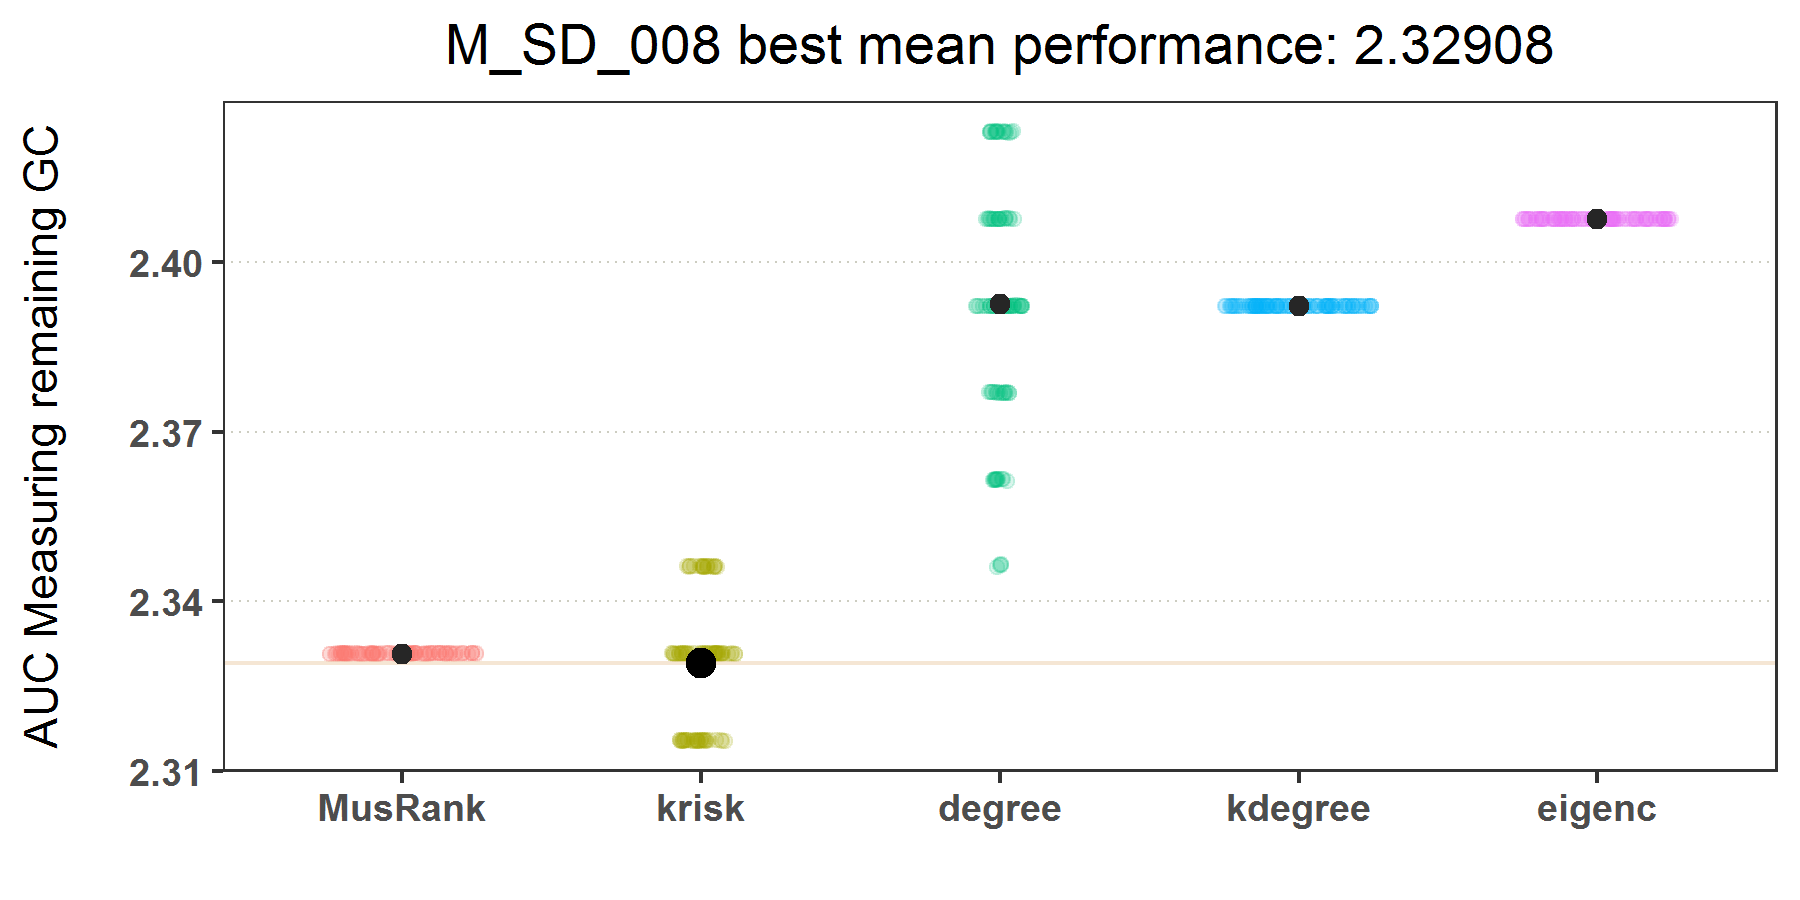 M_SD_008 best mean performance: 2.32908
AUC Measuring remaining GC
2.40
2.37
2.34
2.31
MusRank krisk degree kdegree eigenc